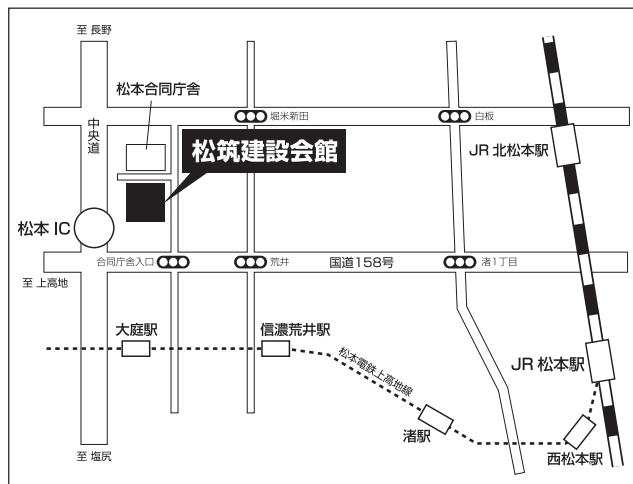 至 長野
松本合同庁舎
中央道
堀米新田
白板
松筑建設会館
JR 北松本駅
松本 IC
合同庁舎入口
荒井
国道158号
渚1丁目
至 上高地
大庭駅
信濃荒井駅
松本電鉄上高地線
JR 松本駅
渚駅
西松本駅
至 塩尻